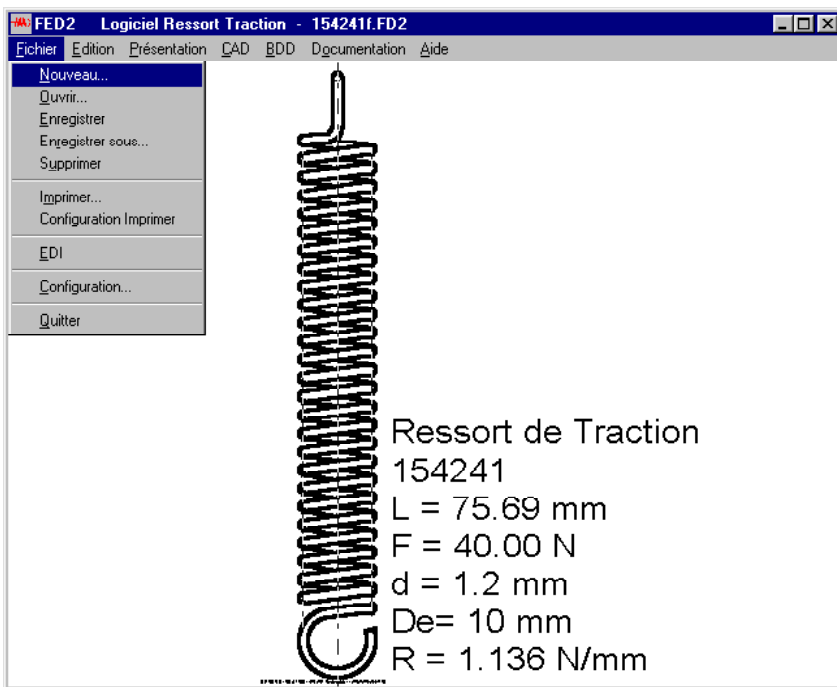 FED2 Logiciel Ressort Traction - 154241f.FD2
Fichier Edition Présentation CAD BDD Documentation Aide
Nouveau...
Ouvrir...
Enregistrer
Enregistrer sous...
Supprimer
Imprimer...
Configuration Imprimer
EDI
Configuration...
Quitter
Ressort de Traction
154241
L = 75.69 mm
F = 40.00 N
d = 1.2 mm
De= 10 mm
R = 1.136 N/mm